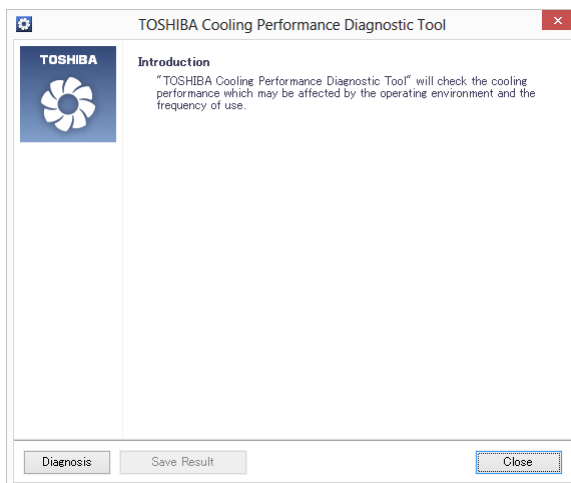 TOSHIBA Cooling Performance Diagnostic Tool
TOSHIBA
Introduction
"TOSHIBA Cooling Performance Diagnostic Tool" will check the cooling
performance which may be affected by the operating environment and the
frequency of use.
Diagnosis
Save Result
Close